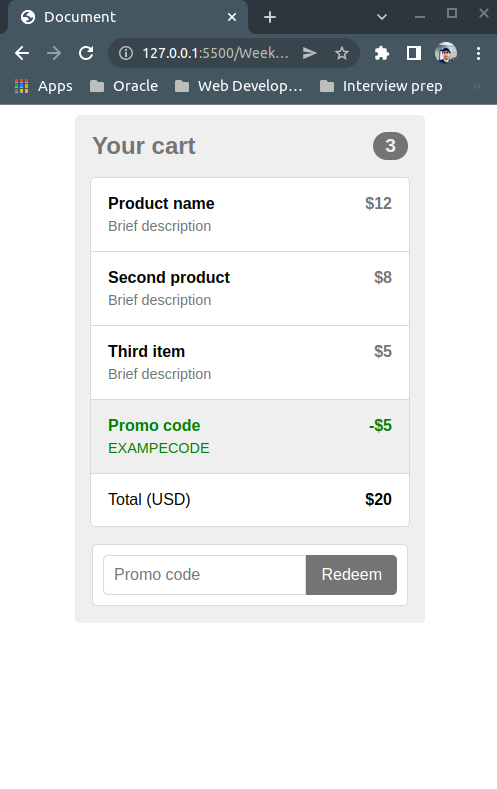 Document
127.0.0.1:5500/Week...
Apps Oracle Web Develop... Interview prep »
Your cart 3
Product name $12
Brief description
Second product $8
Brief description
Third item $5
Brief description
Promo code -$5
EXAMPECODE
Total (USD) $20
Promo code Redeem